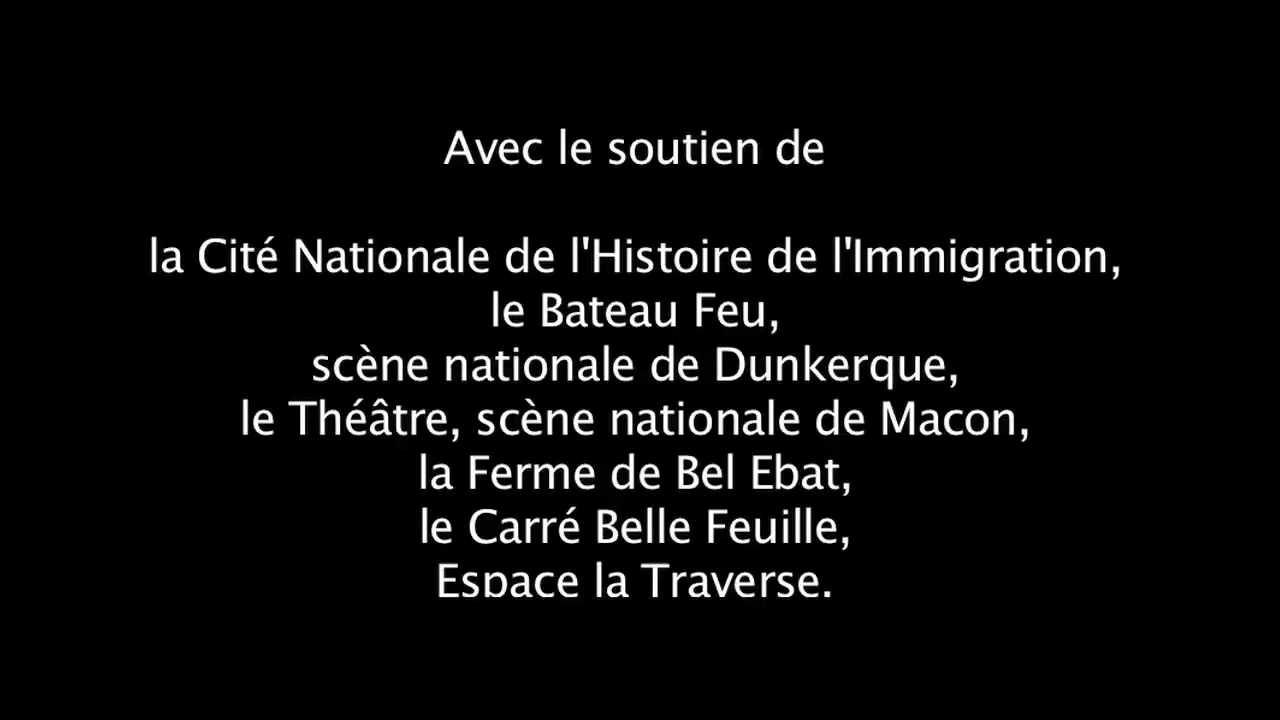 Avec le soutien de
la Cité Nationale de l'Histoire de l'Immigration,
le Bateau Feu,
scène nationale de Dunkerque,
le Théâtre, scène nationale de Macon,
la Ferme de Bel Ebat,
le Carré Belle Feuille,
Espace la Traverse.